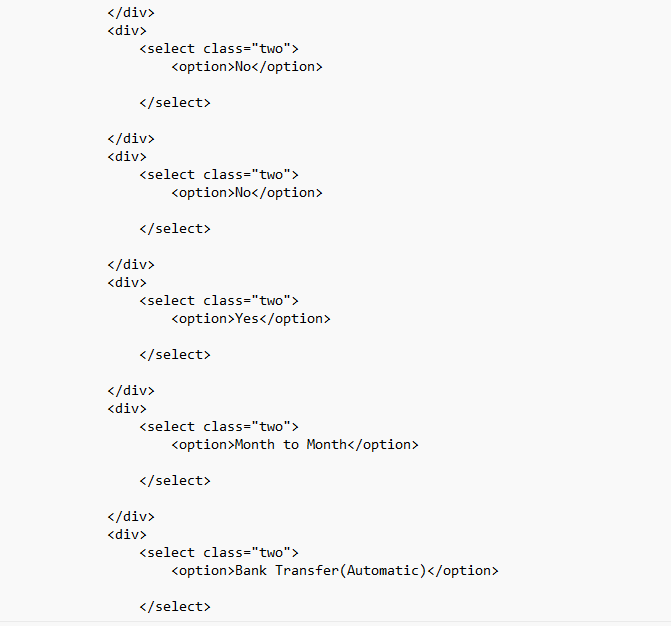 </div>
<div>
<select class="two">
<option>No</option>
</select>
</div>
<div>
<select class="two">
<option>No</option>
</select>
</div>
<div>
<select class="two">
<option>Yes</option>
</select>
</div>
<div>
<select class="two">
<option>Month to Month</option>
</select>
</div>
<div>
<select class="two">
<option>Bank Transfer(Automatic)</option>
</select>